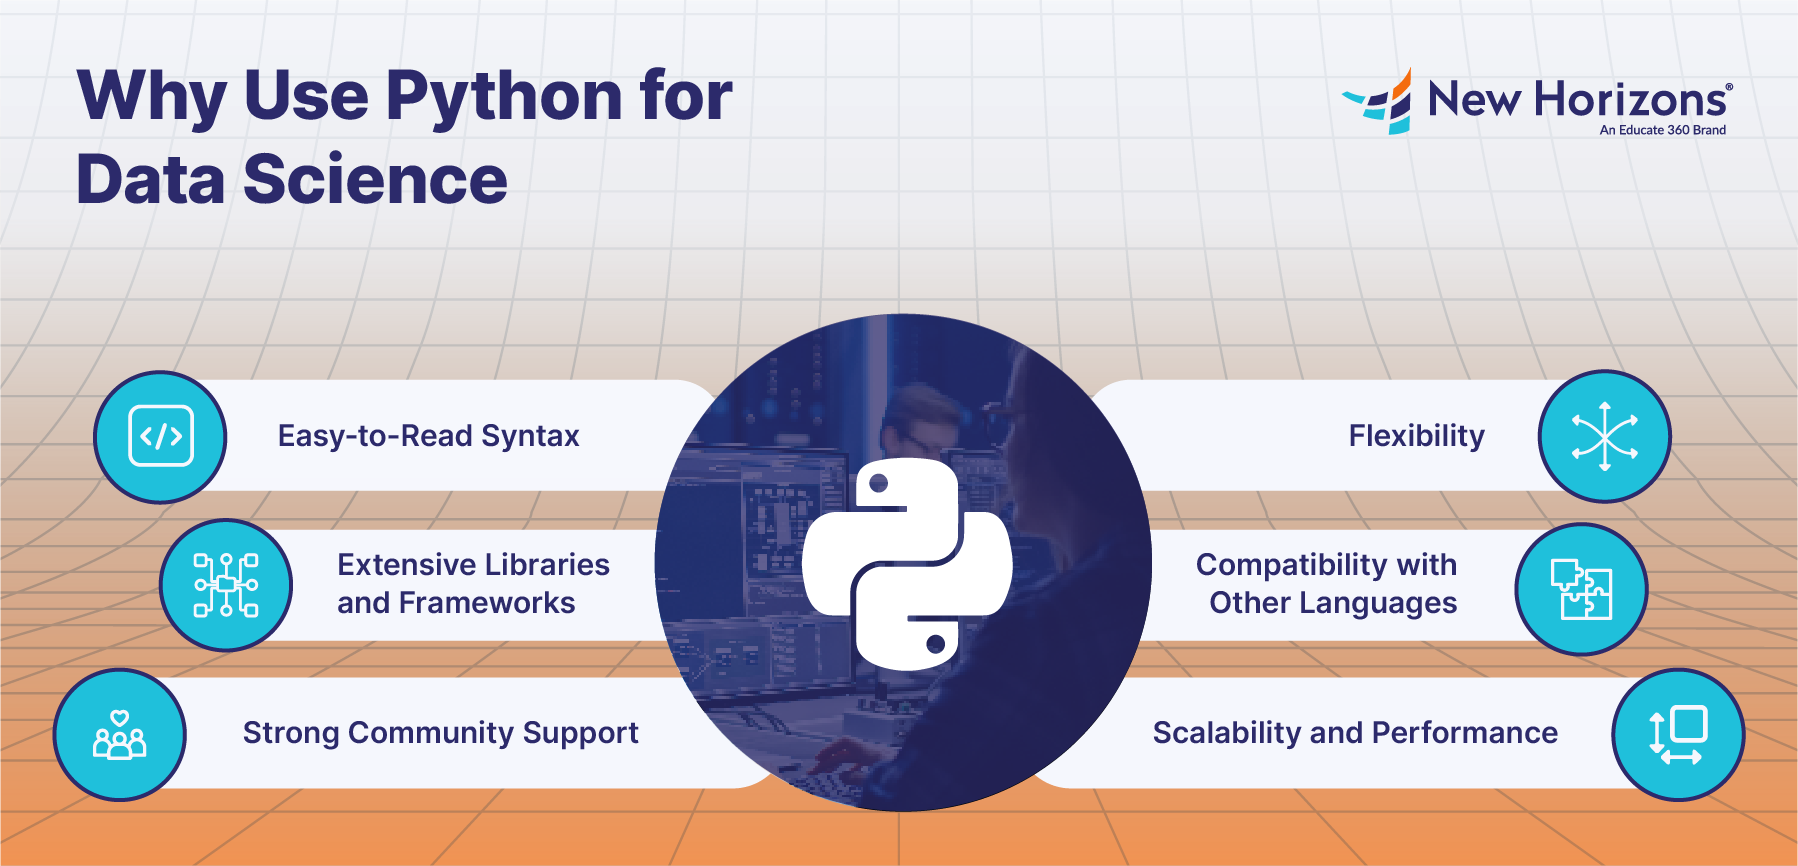 Why Use Python for
Data Science
New Horizons®
An Educate 360 Brand
Easy-to-Read Syntax
Extensive Libraries
and Frameworks
Strong Community Support
Flexibility
Compatibility with
Other Languages
Scalability and Performance